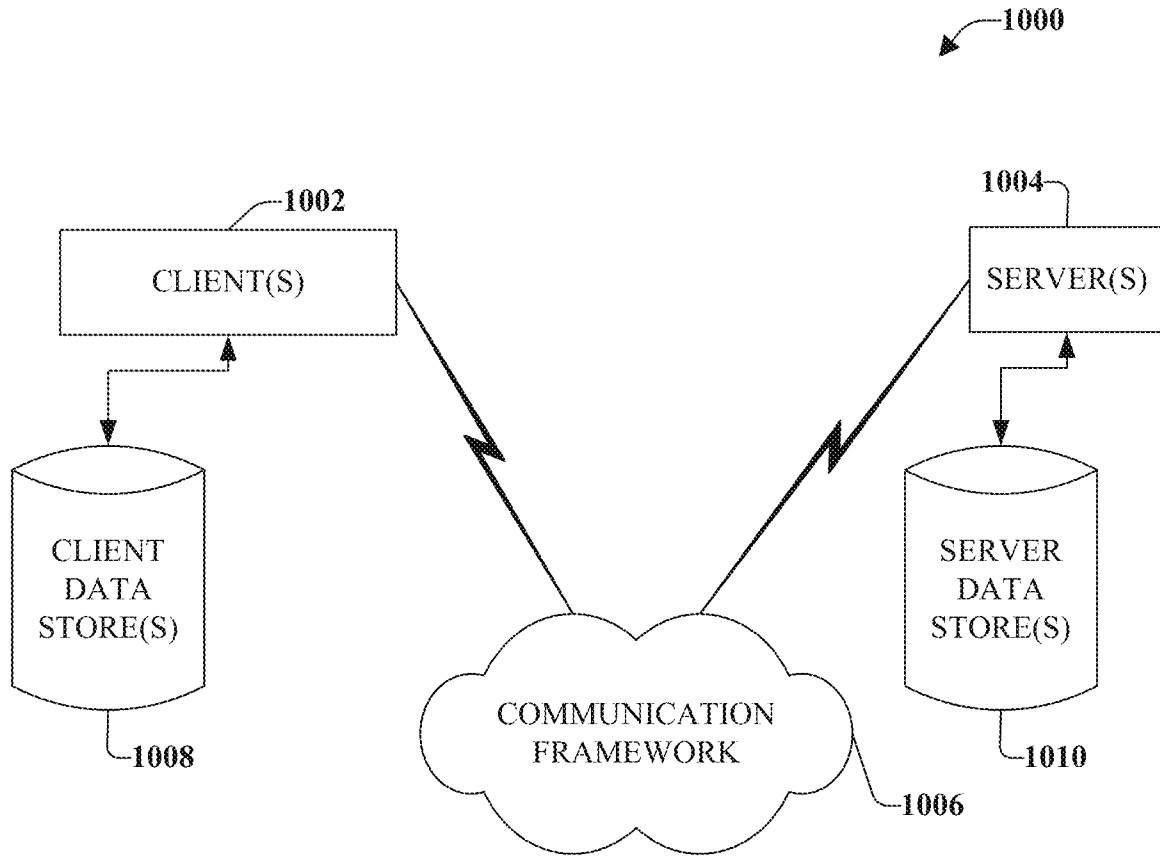 1000
1002
1004
CLIENT(S)
SERVER(S)
CLIENT
DATA
STORE(S)
SERVER
DATA
STORE(S)
COMMUNICATION
FRAMEWORK
1008
1010
1006